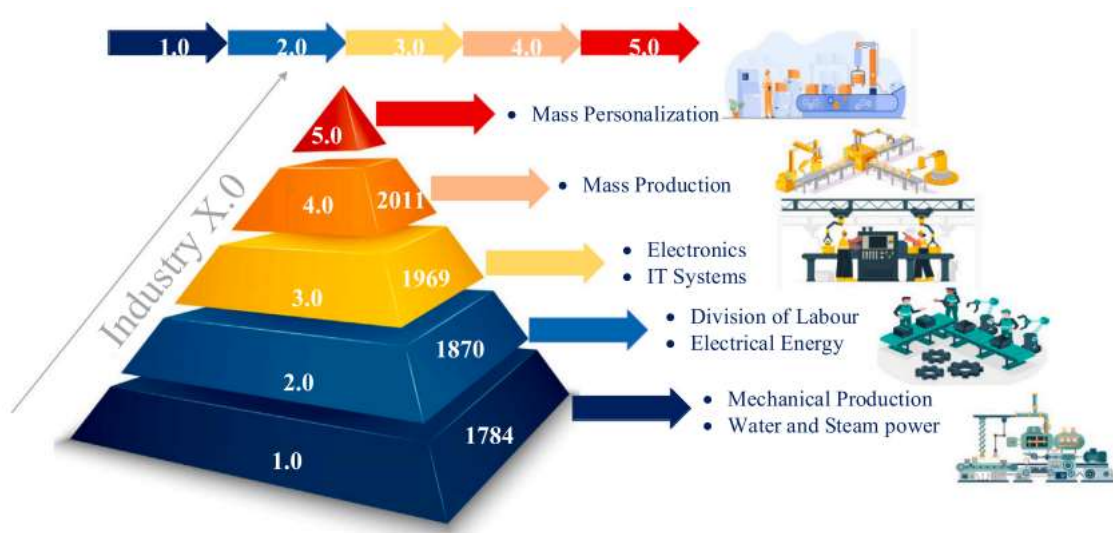 1.0 2.0 3.0 4.0 5.0
Industry X.0
5.0
• Mass Personalization
4.0 2011
• Mass Production
3.0 1969
• Electronics
• IT Systems
2.0 1870
• Division of Labour
• Electrical Energy
1.0 1784
• Mechanical Production
• Water and Steam power